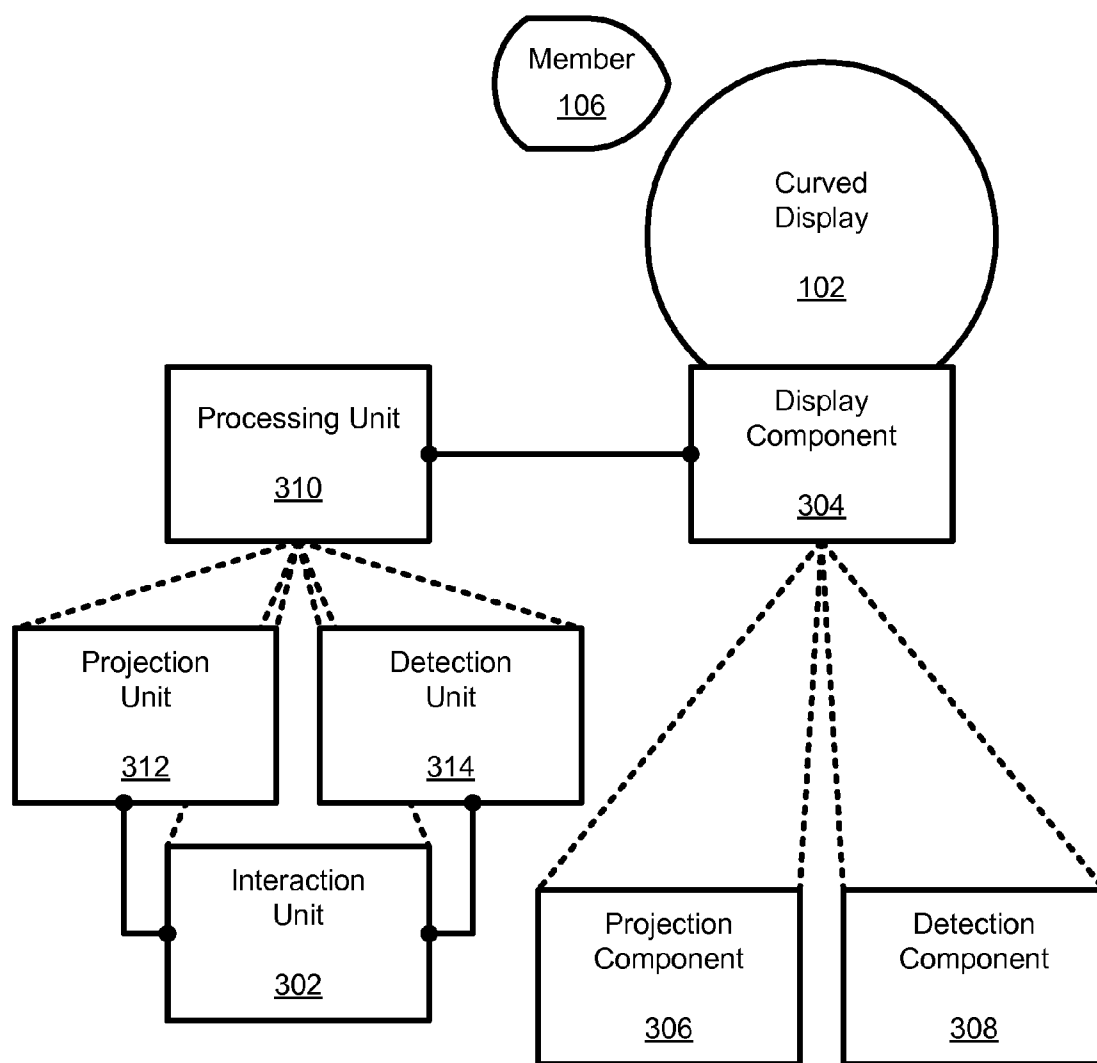 Member
106
Curved
Display
102
Processing Unit
310
Display
Component
304
Projection
Unit
312
Detection
Unit
314
Interaction
Unit
302
Projection
Component
306
Detection
Component
308